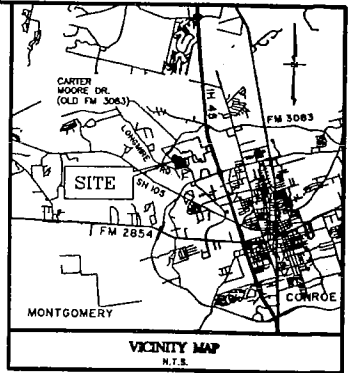 CARTER
MOORE DR.
(OLD FM 3083)
IH 45
FM 3083
LONGMIRE RD
SITE
SH 105
FM 2854
MONTGOMERY
CONROE
VICINITY MAP
N.T.S.